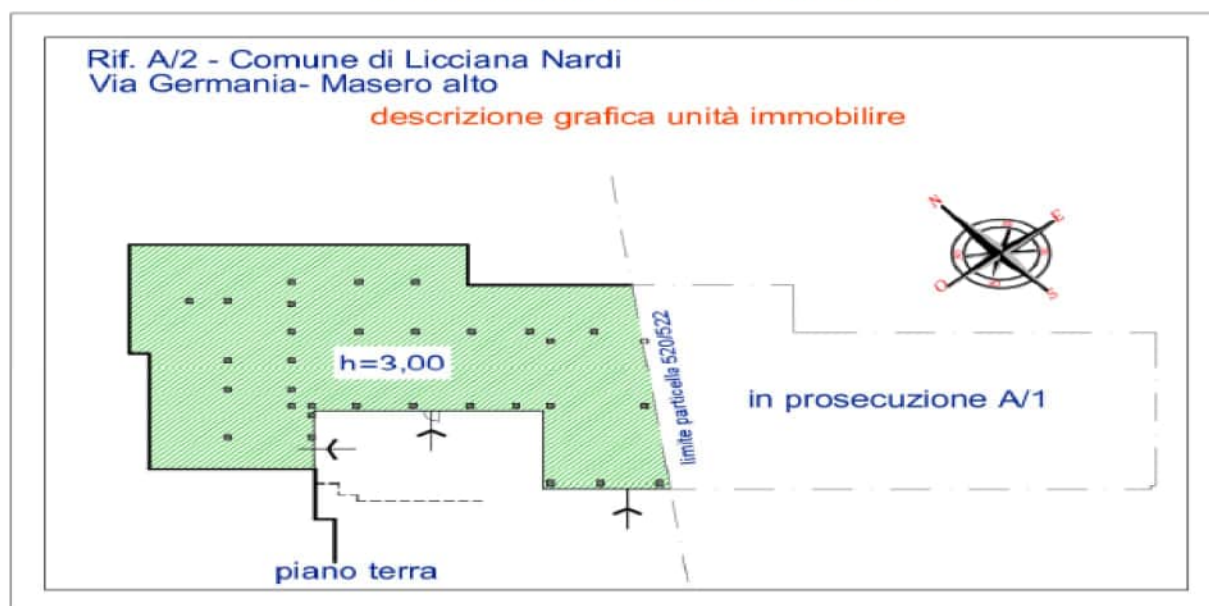 Rif. A/2 - Comune di Licciana Nardi
Via Germania- Masero alto
descrizione grafica unità immobilire
N
E
O
S
h=3,00
limite particella 520/522
in prosecuzione A/1
piano terra